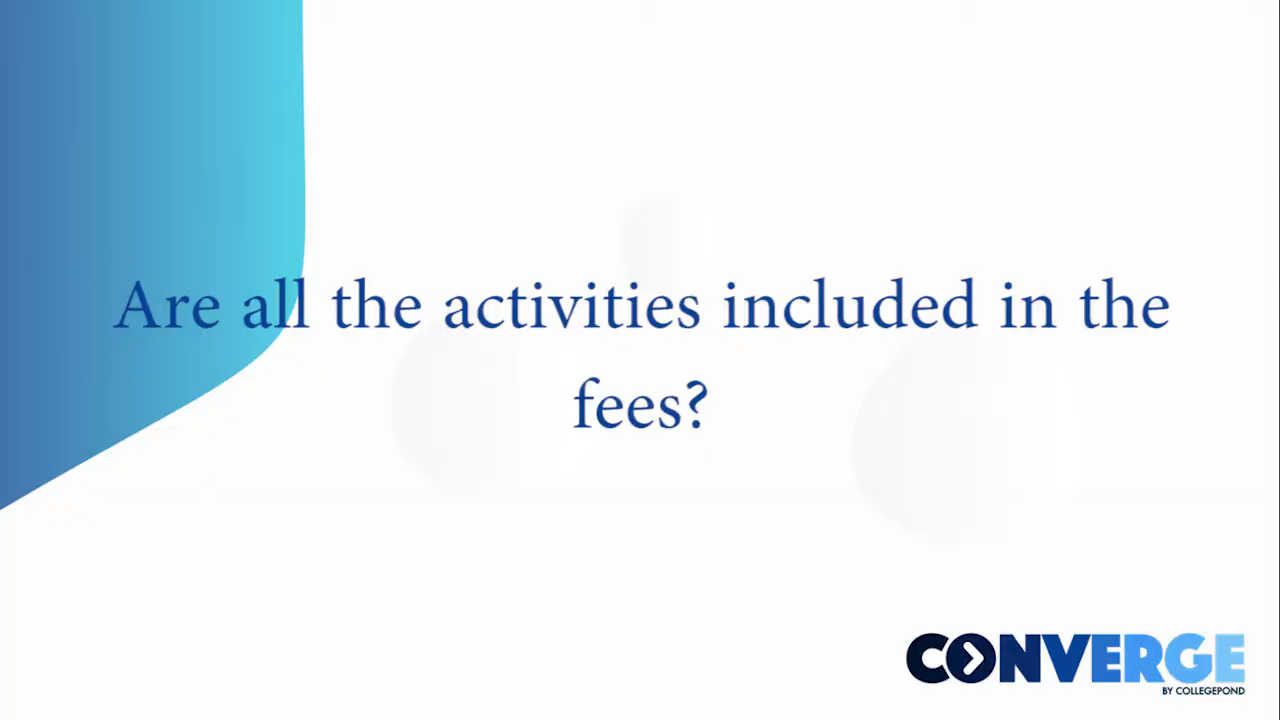 Are all the activities included in the
fees?
CONVERGE
BY COLLEGEPOND